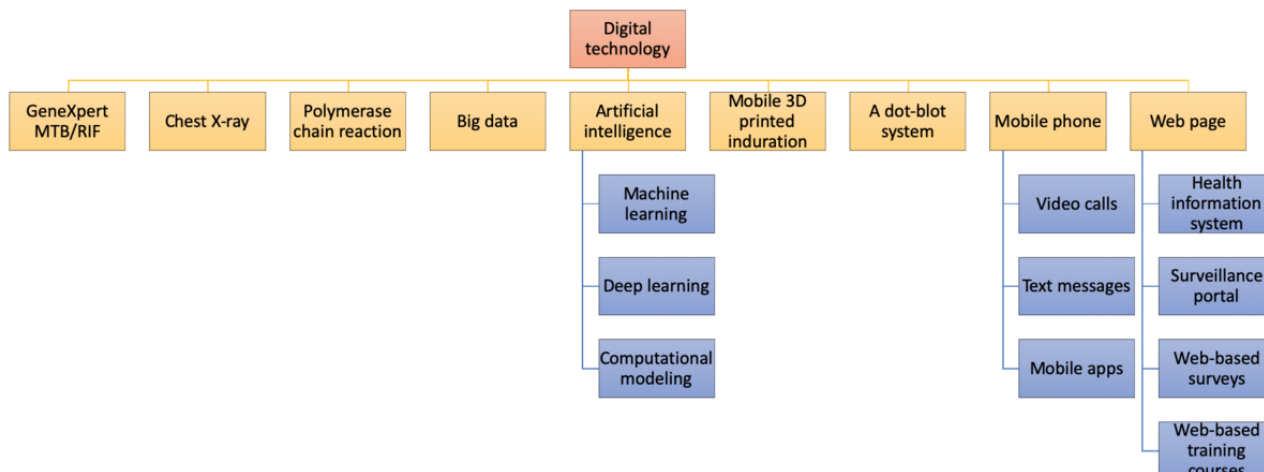 Digital
technology
GeneXpert
MTB/RIF
Chest X-ray
Polymerase
chain reaction
Big data
Artificial
intelligence
Mobile 3D
printed
induration
A dot-blot
system
Mobile phone
Web page
Machine
learning
Deep learning
Computational
modeling
Video calls
Text messages
Mobile apps
Health
information
system
Surveillance
portal
Web-based
surveys
Web-based
training
courses